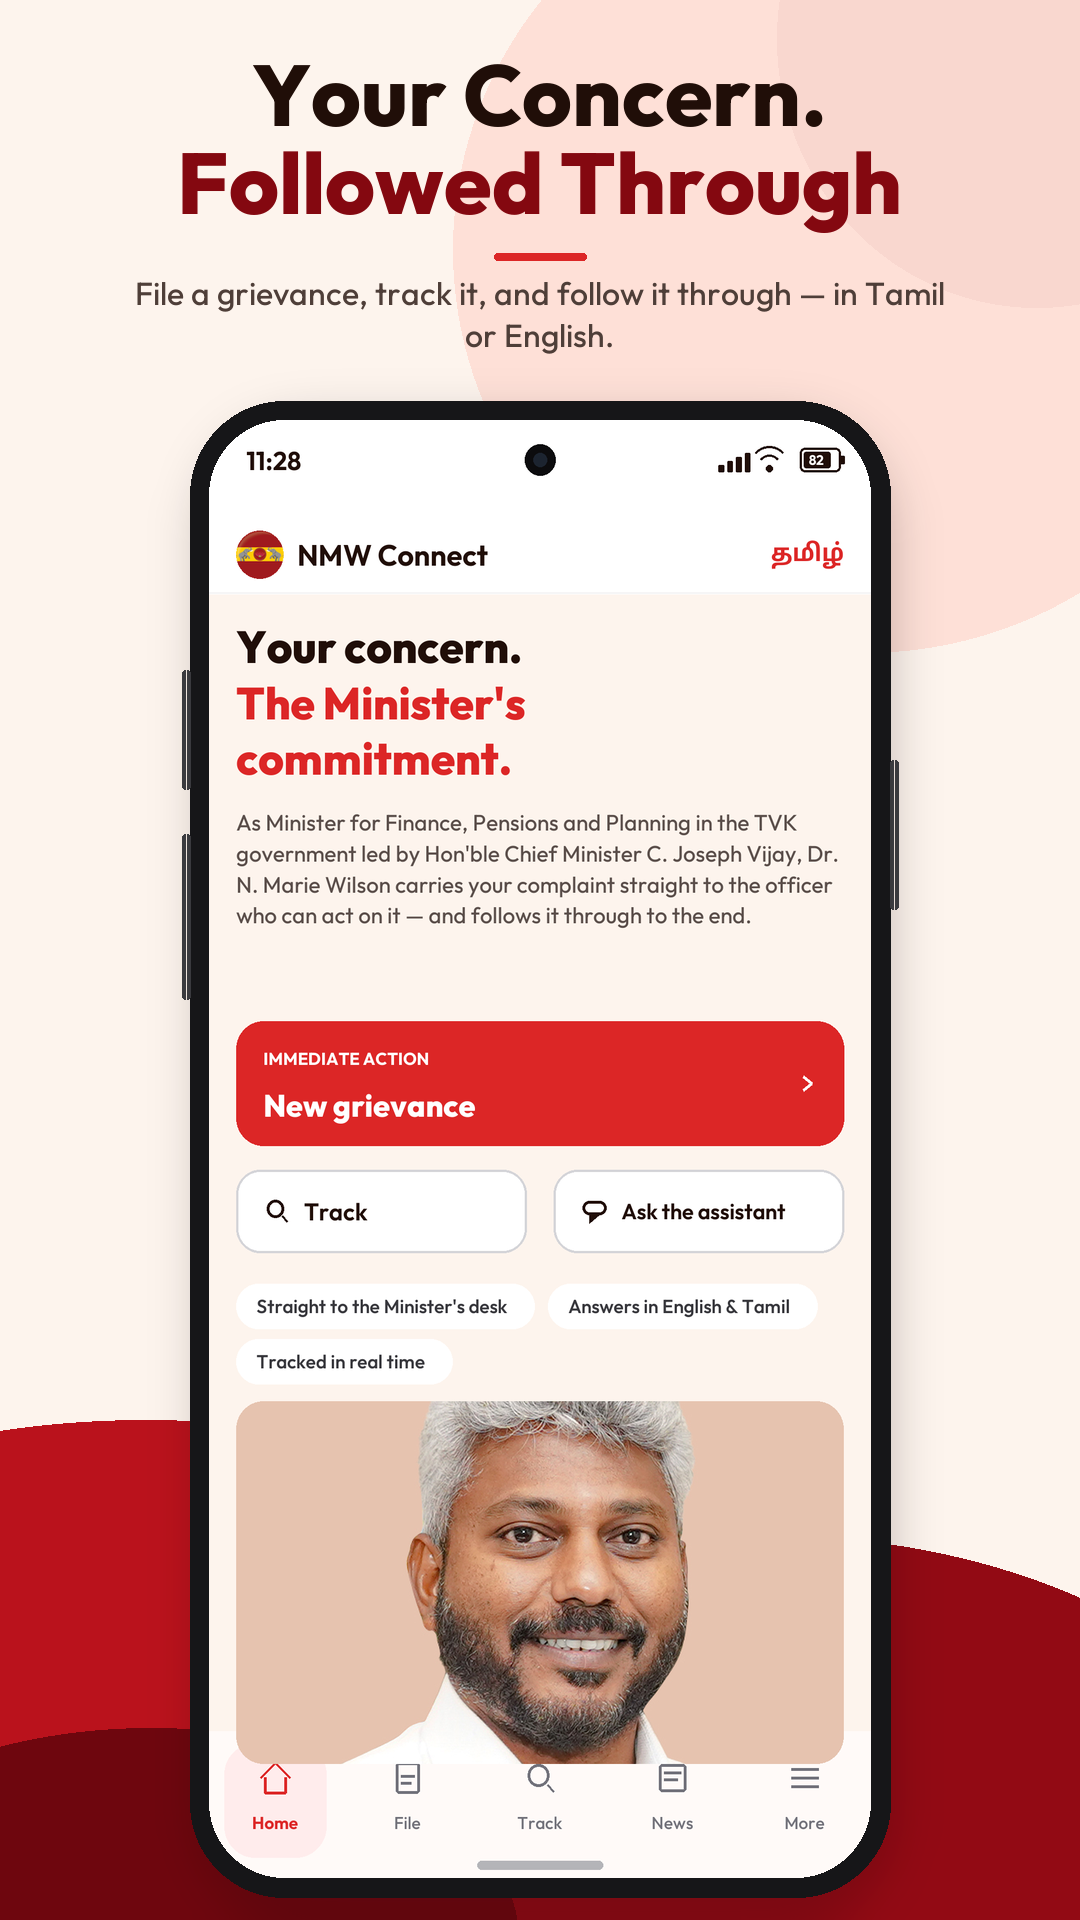 Your Concern.
Followed Through
File a grievance, track it, and follow it through — in Tamil
or English.
11:28
82
NMW Connect
தமிழ்
Your concern.
The Minister's
commitment.
As Minister for Finance, Pensions and Planning in the TVK
government led by Hon'ble Chief Minister C. Joseph Vijay, Dr.
N. Marie Wilson carries your complaint straight to the officer
who can act on it — and follows it through to the end.
IMMEDIATE ACTION
New grievance
Track
Ask the assistant
Straight to the Minister's desk
Answers in English & Tamil
Tracked in real time
Home
File
Track
News
More